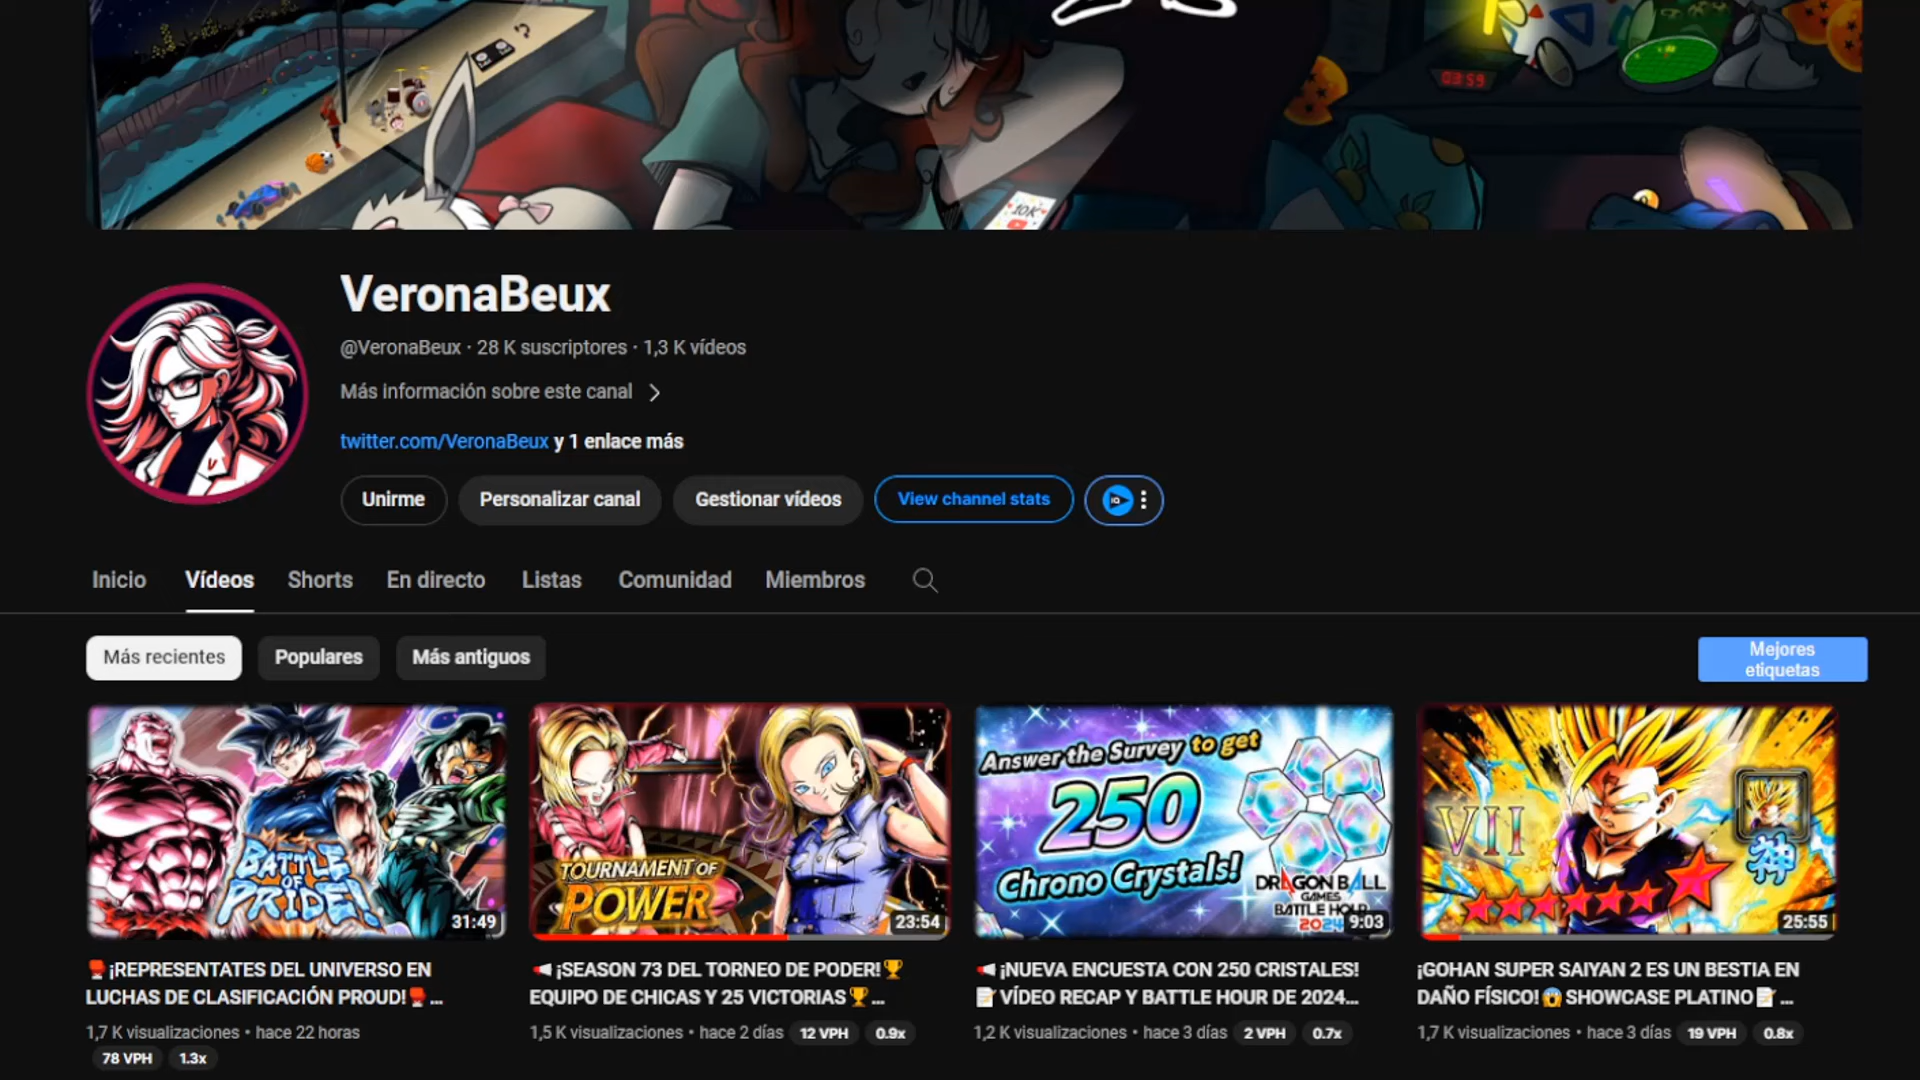 03:59
10K
VeronaBeux
@VeronaBeux · 28 K suscriptores · 1,3 K vídeos
Más información sobre este canal
twitter.com/VeronaBeux y 1 enlace más
Unirme
Personalizar canal
Gestionar vídeos
View channel stats
IQ
Inicio
Vídeos
Shorts
En directo
Listas
Comunidad
Miembros
Más recientes
Populares
Más antiguos
Mejores
etiquetas
BATTLE
OF
PRIDE!
31:49
TOURNAMENT OF
POWER
23:54
Answer the Survey to get
250
Chrono Crystals!
DRAGON BALL
GAMES
BATTLE HOUR
2024
9:03
VII
神
25:55
🥊¡REPRESENTATES DEL UNIVERSO EN
LUCHAS DE CLASIFICACIÓN PROUD!🥊...
1,7 K visualizaciones • hace 22 horas
78 VPH
1.3x
📢¡SEASON 73 DEL TORNEO DE PODER!🏆
EQUIPO DE CHICAS Y 25 VICTORIAS🏆...
1,5 K visualizaciones • hace 2 días
12 VPH
0.9x
📢¡NUEVA ENCUESTA CON 250 CRISTALES!
📝VÍDEO RECAP Y BATTLE HOUR DE 2024...
1,2 K visualizaciones • hace 3 días
2 VPH
0.7x
¡GOHAN SUPER SAIYAN 2 ES UN BESTIA EN
DAÑO FÍSICO!😱SHOWCASE PLATINO📝...
1,7 K visualizaciones • hace 3 días
19 VPH
0.8x